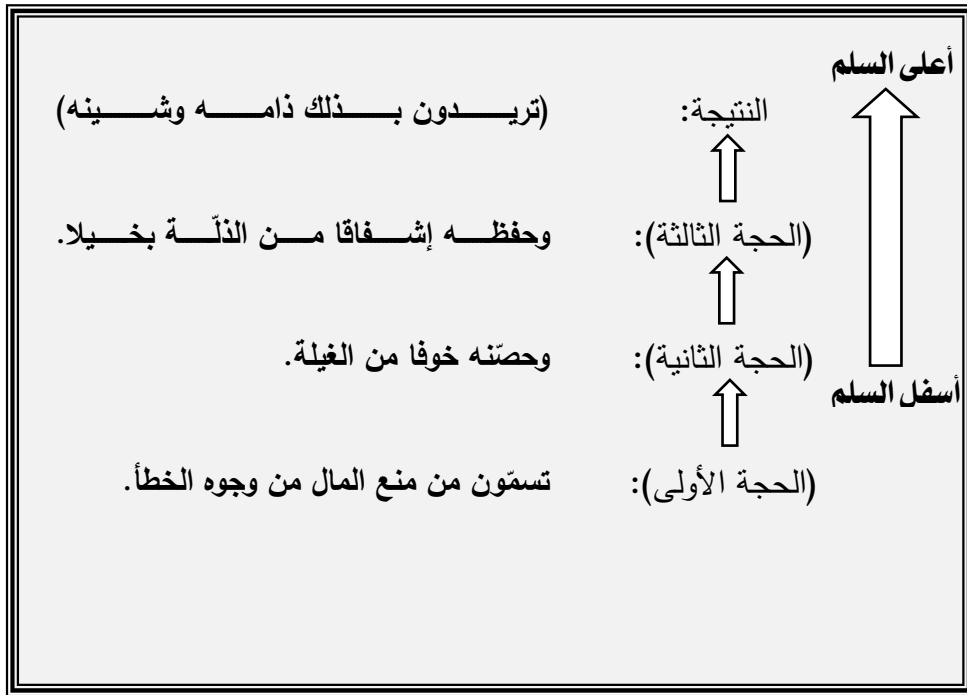 أعلى السلم
النتيجة: (تريدون بذلك ذامه وشينه)
(الحجة الثالثة): وحفظه إشفاقا من الذلّة بخيلا.
(الحجة الثانية): وحصّنه خوفا من الغيلة.
أسفل السلم
(الحجة الأولى): تسمّون من منع المال من وجوه الخطأ.